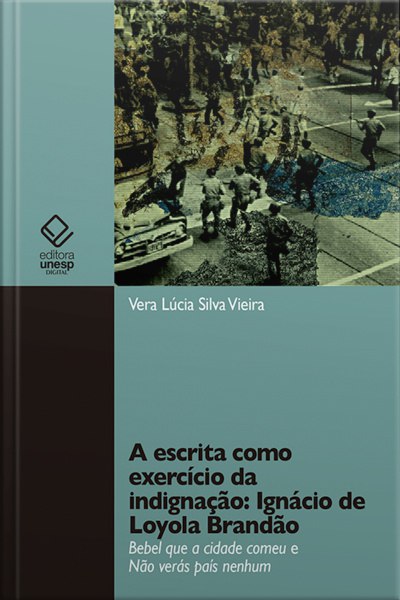 editora
unesp
DIGITAL
Vera Lúcia Silva Vieira
A escrita como
exercício da
indignação: Ignácio de
Loyola Brandão
Bebel que a cidade comeu e
Não verás país nenhum